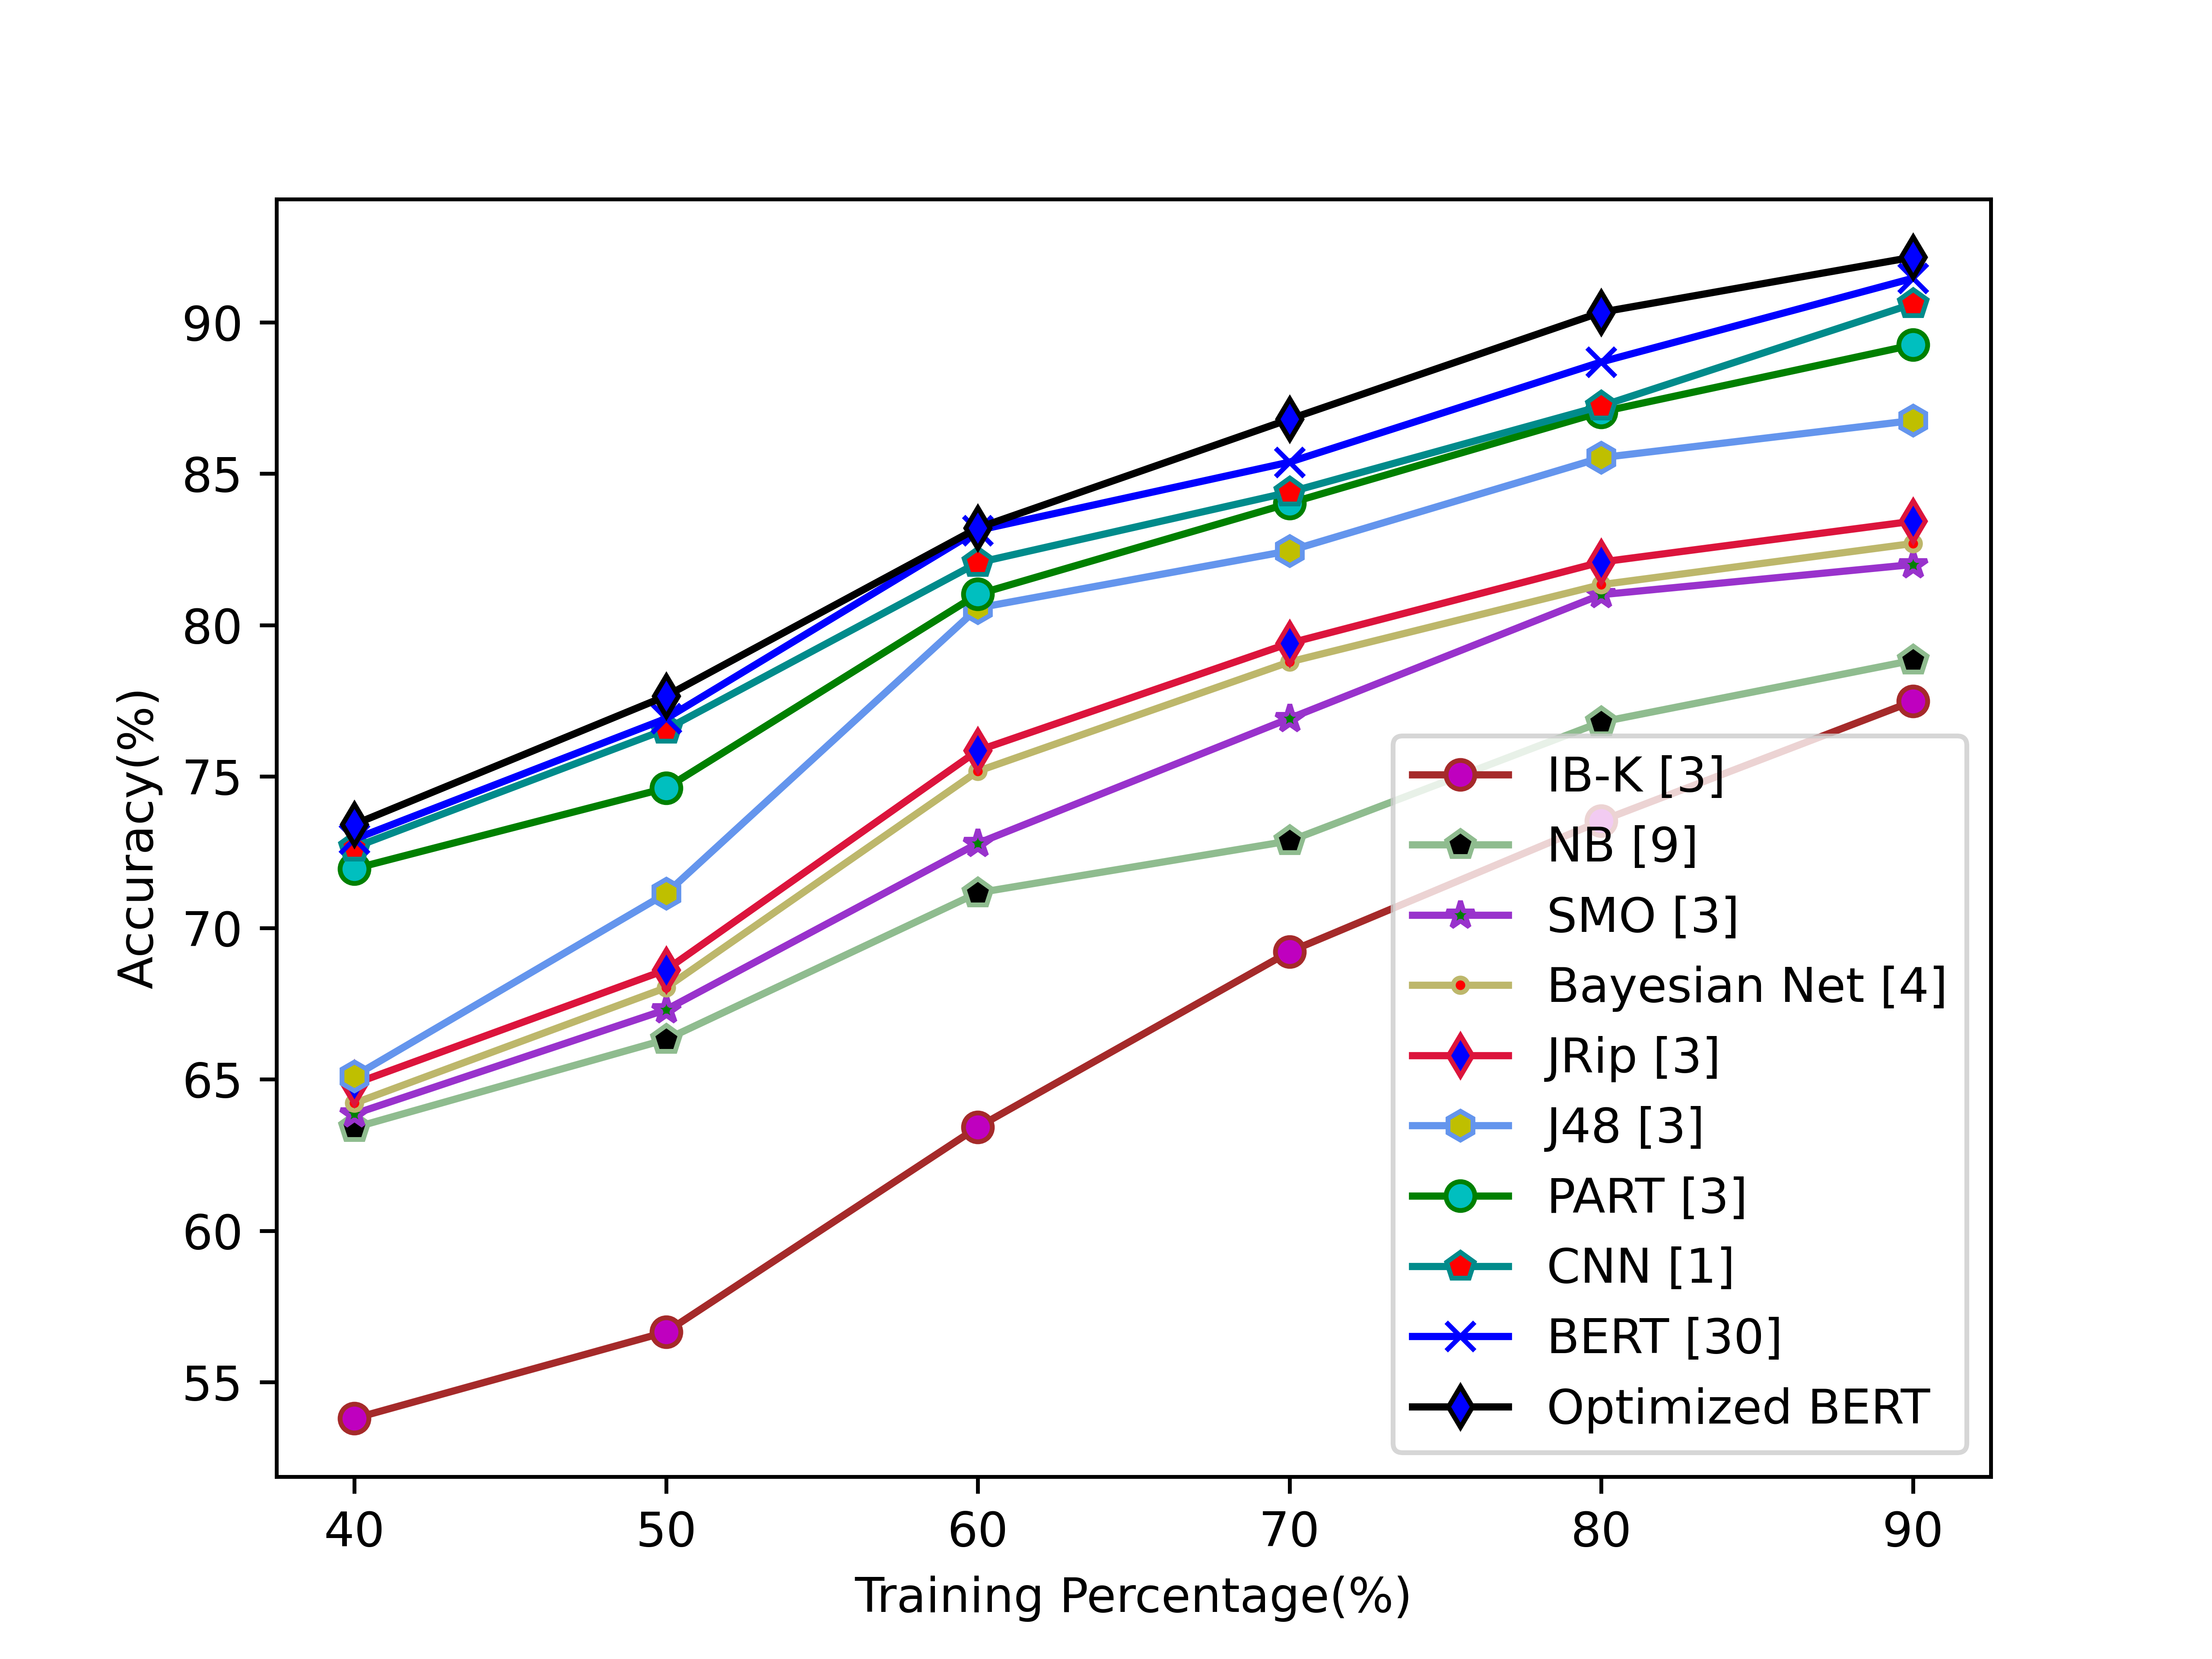 90
85
80
75
70
65
60
55
Accuracy(%)
40 50 60 70 80 90
Training Percentage(%)
IB-K [3]
NB [9]
SMO [3]
Bayesian Net [4]
JRip [3]
J48 [3]
PART [3]
CNN [1]
BERT [30]
Optimized BERT